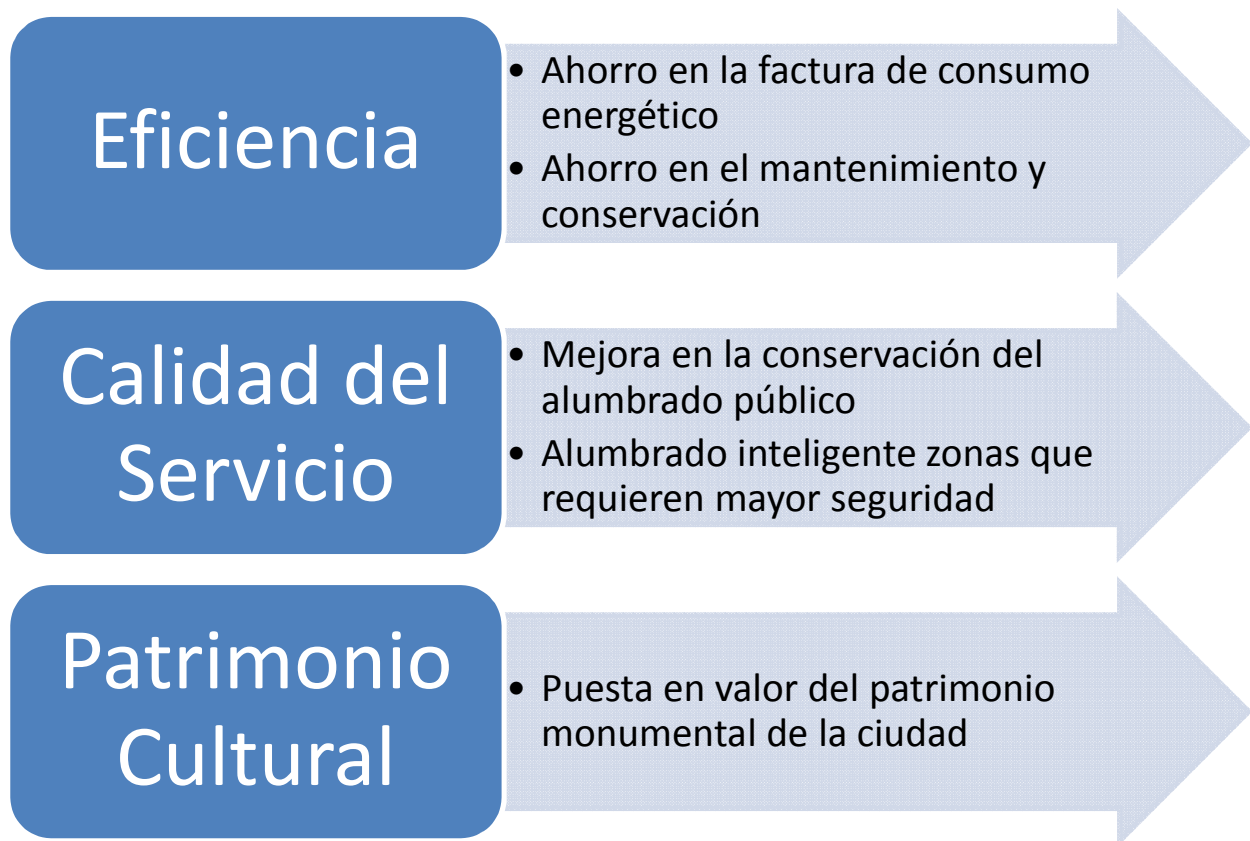 Eficiencia
• Ahorro en la factura de consumo
energético
• Ahorro en el mantenimiento y
conservación
Calidad del
Servicio
• Mejora en la conservación del
alumbrado público
• Alumbrado inteligente zonas que
requieren mayor seguridad
Patrimonio
Cultural
• Puesta en valor del patrimonio
monumental de la ciudad